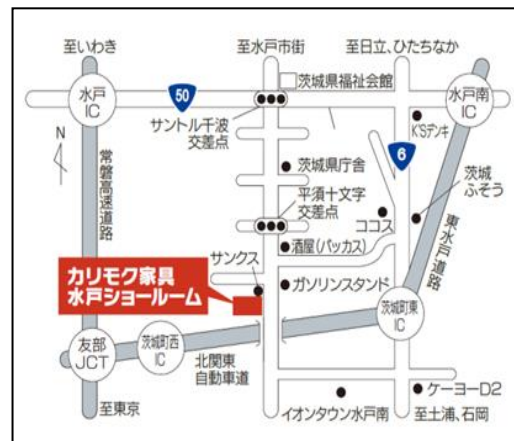 至いわき
至水戸市街
至日立、ひたちなか
水戸
IC
50
茨城県福祉会館
水戸南
IC
サントル千波
交差点
K'Sデンキ
N
6
常磐高速道路
茨城県庁舎
茨城
ふそう
平須十文字
交差点
ココス
東水戸道路
酒屋(バッカス)
サンクス
カリモク家具
水戸ショールーム
ガソリンスタンド
茨城町東
IC
友部
JCT
茨城町西
IC
北関東
自動車道
ケーヨーD2
至東京
イオンタウン水戸南
至土浦、石岡